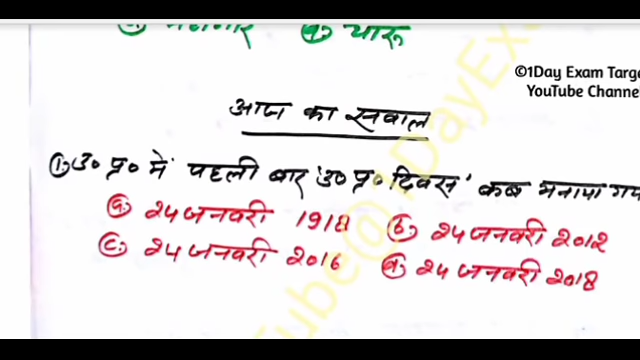 d. चारू
©1Day Exam Targe
YouTube Channe
आज का सवाल
①. उ० प्र० में पहली बार 'उ० प्र० दिवस' कब मनाया गय
a. 24 जनवरी 1918 b. 24 जनवरी 2012
c. 24 जनवरी 2016 d. 24 जनवरी 2018